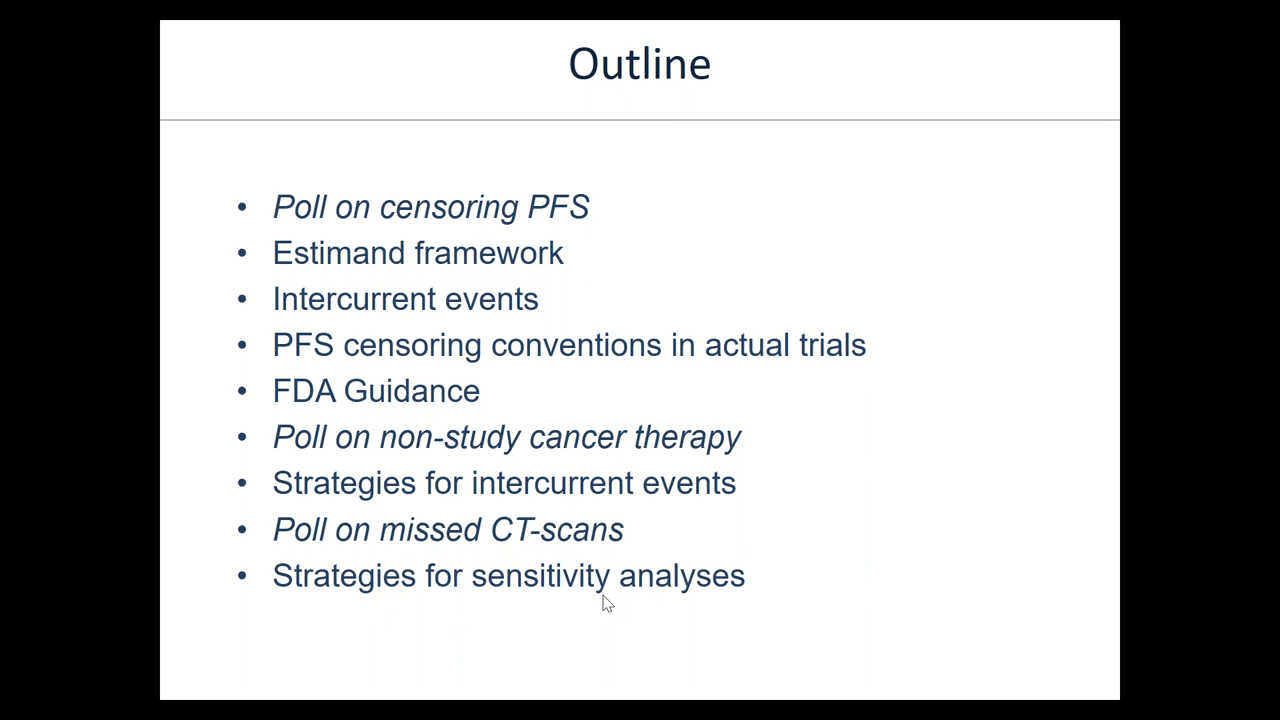 Outline
• Poll on censoring PFS
• Estimand framework
• Intercurrent events
• PFS censoring conventions in actual trials
• FDA Guidance
• Poll on non-study cancer therapy
• Strategies for intercurrent events
• Poll on missed CT-scans
• Strategies for sensitivity analyses